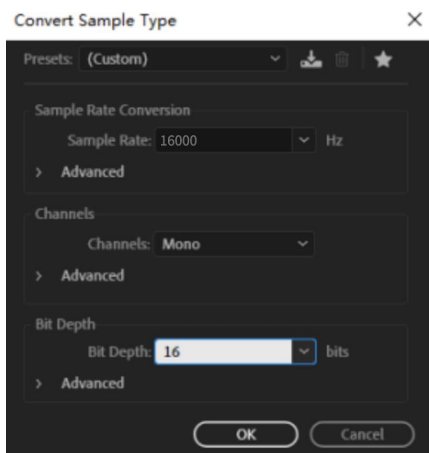 Convert Sample Type
Presets: (Custom)
Sample Rate Conversion
Sample Rate: 16000 Hz
Advanced
Channels
Channels: Mono
Advanced
Bit Depth
Bit Depth: 16 bits
Advanced
OK Cancel